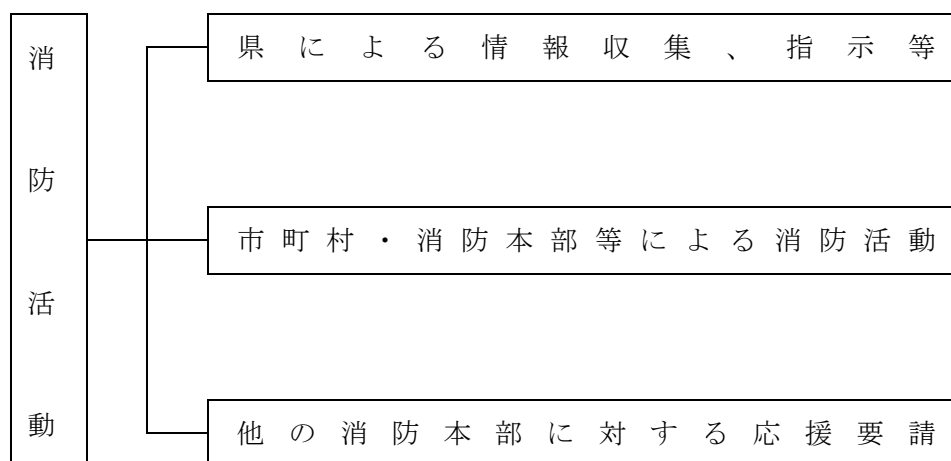 消防活動
県による情報収集、指示等
市町村・消防本部等による消防活動
他の消防本部に対する応援要請